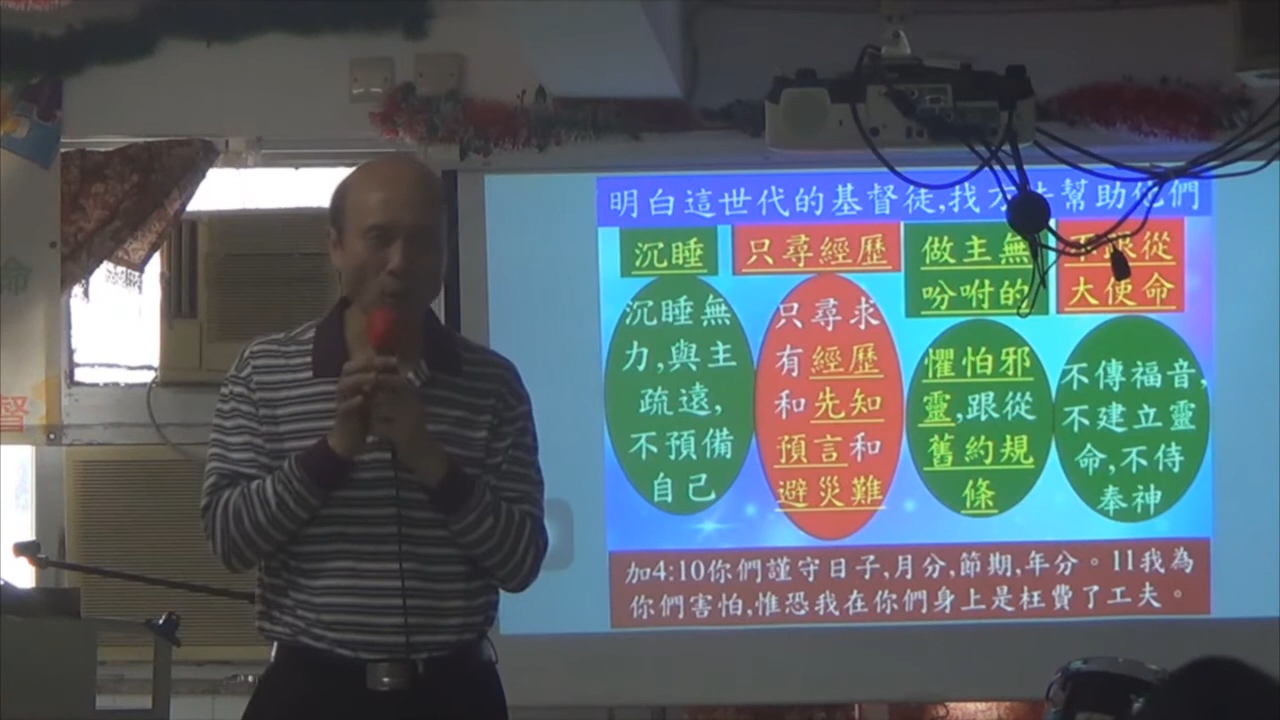 明白這世代的基督徒,找方法幫助他們
沉睡
只尋經歷
做主無
吩咐的
不跟從
大使命
沉睡無
力,與主
疏遠,
不預備
自己
只尋求
有經歷
和先知
預言和
避災難
懼怕邪
靈,跟從
舊約規
條
不傳福音,
不建立靈
命,不侍
奉神
加4:10你們謹守日子,月分,節期,年分。11我為
你們害怕,惟恐我在你們身上是枉費了工夫。
命
督